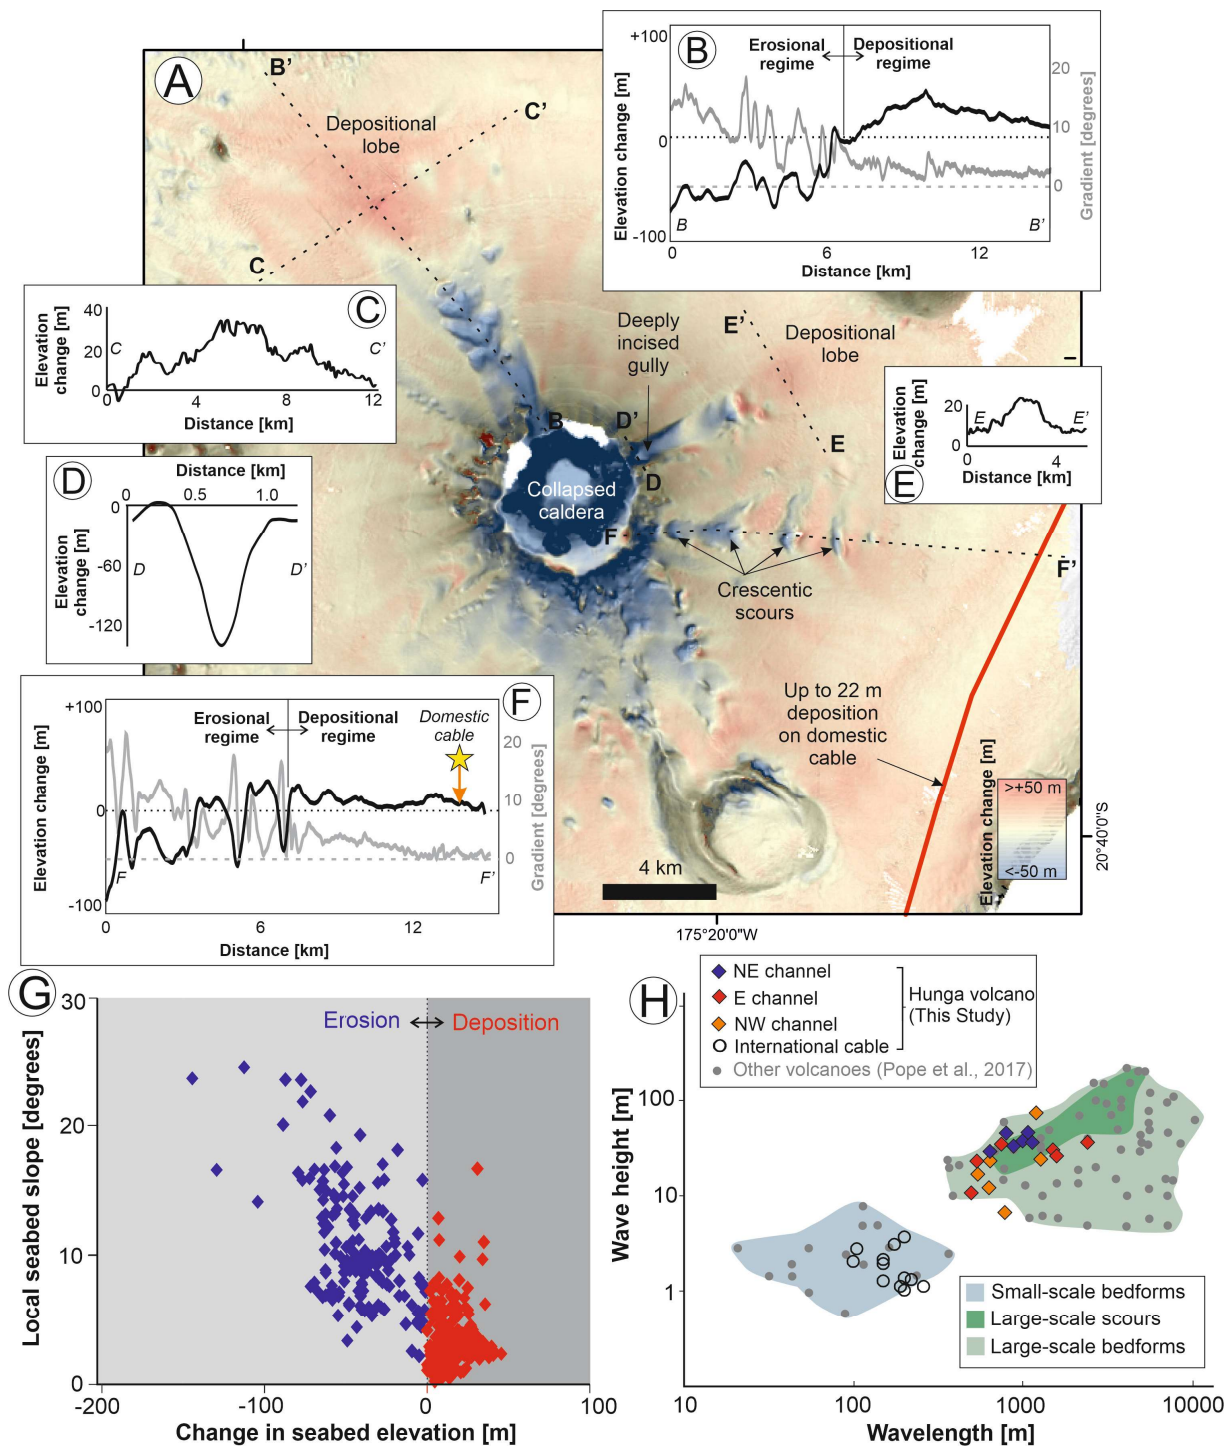 A
B'
C'
Depositional
lobe
C
B
+100
0
-100
Elevation change [m]
Erosional
regime
Depositional
regime
20
10
0
Gradient [degrees]
B
B'
0
6
12
Distance [km]
C
40
20
0
Elevation
change [m]
C
C'
0
4
8
12
Distance [km]
Deeply
incised
gully
E'
Depositional
lobe
B
D'
D
E
Collapsed
caldera
F
F'
Crescentic
scours
E
Elevation
change [m]
20
0
E
E'
0
4
Distance [km]
D
Distance [km]
0
0.5
1.0
0
-60
-120
Elevation
change [m]
D
D'
F
+100
0
-100
Elevation change [m]
Erosional
regime
Depositional
regime
Domestic
cable
20
10
0
Gradient [degrees]
F
F'
0
6
12
Distance [km]
Up to 22 m
deposition
on domestic
cable
Elevation change [m]
>+50 m
<-50 m
4 km
20°40'0"S
175°20'0"W
G
30
20
10
0
Local seabed slope [degrees]
Erosion
Deposition
-200
-100
0
100
Change in seabed elevation [m]
H
NE channel
E channel
NW channel
International cable
Hunga volcano
(This Study)
Other volcanoes (Pope et al., 2017)
100
10
1
Wave height [m]
Small-scale bedforms
Large-scale scours
Large-scale bedforms
10
100
1000
10000
Wavelength [m]